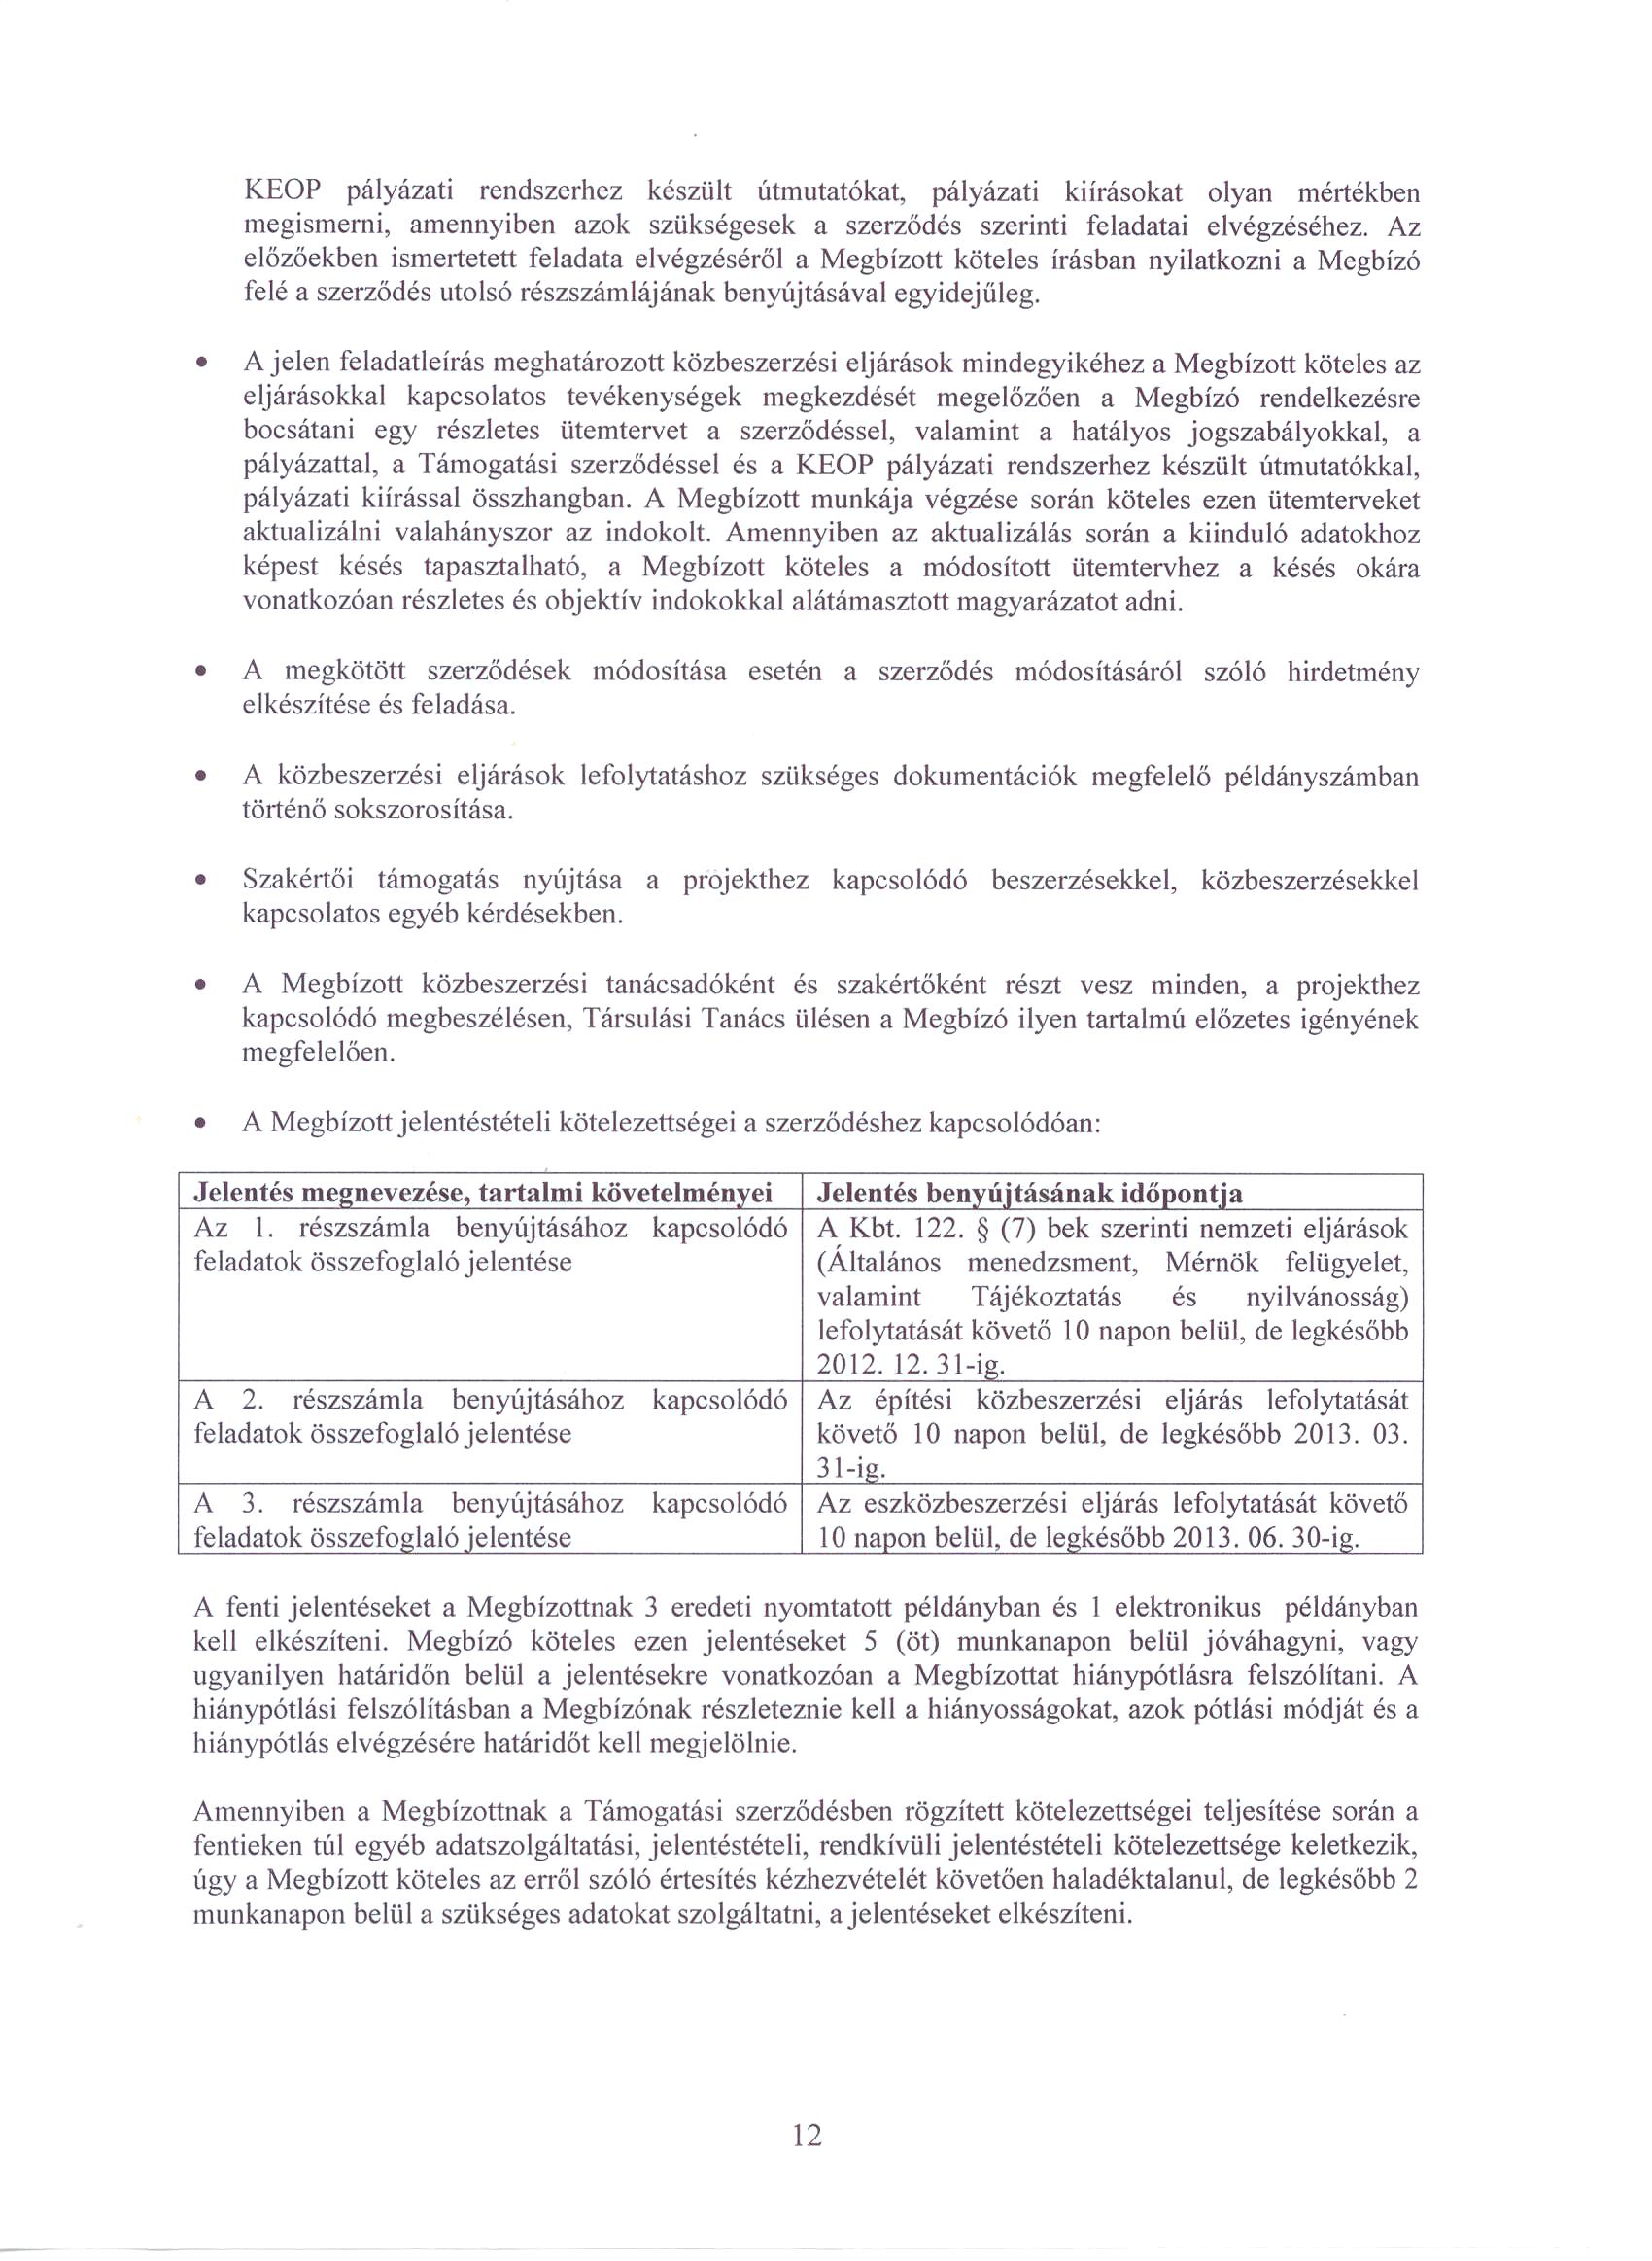 KEOP pályázati rendszerhez készült útmutatókat, pályázati kiírásokat olyan mértékben
megismerni, amennyiben azok szükségesek a szerződés szerinti feladatai elvégzéséhez. Az
előzőekben ismertetett feladata elvégzéséről a Megbízott köteles írásban nyilatkozni a Megbízó
felé a szerződés utolsó részszámlájának benyújtásával egyidejűleg.
• A jelen feladatleírás meghatározott közbeszerzési eljárások mindegyikéhez a Megbízott köteles az
eljárásokkal kapcsolatos tevékenységek megkezdését megelőzően a Megbízó rendelkezésre
bocsátani egy részletes ütemtervet a szerződéssel, valamint a hatályos jogszabályokkal, a
pályázattal, a Támogatási szerződéssel és a KEOP pályázati rendszerhez készült útmutatókkal,
pályázati kiírással összhangban. A Megbízott munkája végzése során köteles ezen ütemterveket
aktualizálni valahányszor az indokolt. Amennyiben az aktualizálás során a kiinduló adatokhoz
képest késés tapasztalható, a Megbízott köteles a módosított ütemtervhez a késés okára
vonatkozóan részletes és objektív indokokkal alátámasztott magyarázatot adni.
• A megkötött szerződések módosítása esetén a szerződés módosításáról szóló hirdetmény
elkészítése és feladása.
• A közbeszerzési eljárások lefolytatáshoz szükséges dokumentációk megfelelő példányszámban
történő sokszorosítása.
• Szakértői támogatás nyújtása a projekthez kapcsolódó beszerzésekkel, közbeszerzésekkel
kapcsolatos egyéb kérdésekben.
• A Megbízott közbeszerzési tanácsadóként és szakértőként részt vesz minden, a projekthez
kapcsolódó megbeszélésen, Társulási Tanács ülésen a Megbízó ilyen tartalmú előzetes igényének
megfelelően.
• A Megbízott jelentéstételi kötelezettségei a szerződéshez kapcsolódóan:
Jelentés megnevezése, tartalmi követelményei
Jelentés benyújtásának időpontja
Az 1. részszámla benyújtásához kapcsolódó
feladatok összefoglaló jelentése
A Kbt. 122. § (7) bek szerinti nemzeti eljárások
(Általános menedzsment, Mérnök felügyelet,
valamint Tájékoztatás és nyilvánosság)
lefolytatását követő 10 napon belül, de legkésőbb
2012. 12. 31-ig.
A 2. részszámla benyújtásához kapcsolódó
feladatok összefoglaló jelentése
Az építési közbeszerzési eljárás lefolytatását
követő 10 napon belül, de legkésőbb 2013. 03.
31-ig.
A 3. részszámla benyújtásához kapcsolódó
feladatok összefoglaló jelentése
Az eszközbeszerzési eljárás lefolytatását követő
10 napon belül, de legkésőbb 2013. 06. 30-ig.
A fenti jelentéseket a Megbízottnak 3 eredeti nyomtatott példányban és 1 elektronikus példányban
kell elkészíteni. Megbízó köteles ezen jelentéseket 5 (öt) munkanapon belül jóváhagyni, vagy
ugyanilyen határidőn belül a jelentésekre vonatkozóan a Megbízottat hiánypótlásra felszólítani. A
hiánypótlási felszólításban a Megbízónak részleteznie kell a hiányosságokat, azok pótlási módját és a
hiánypótlás elvégzésére határidőt kell megjelölnie.
Amennyiben a Megbízottnak a Támogatási szerződésben rögzített kötelezettségei teljesítése során a
fentieken túl egyéb adatszolgáltatási, jelentéstételi, rendkívüli jelentéstételi kötelezettsége keletkezik,
úgy a Megbízott köteles az erről szóló értesítés kézhezvételét követően haladéktalanul, de legkésőbb 2
munkanapon belül a szükséges adatokat szolgáltatni, a jelentéseket elkészíteni.
12